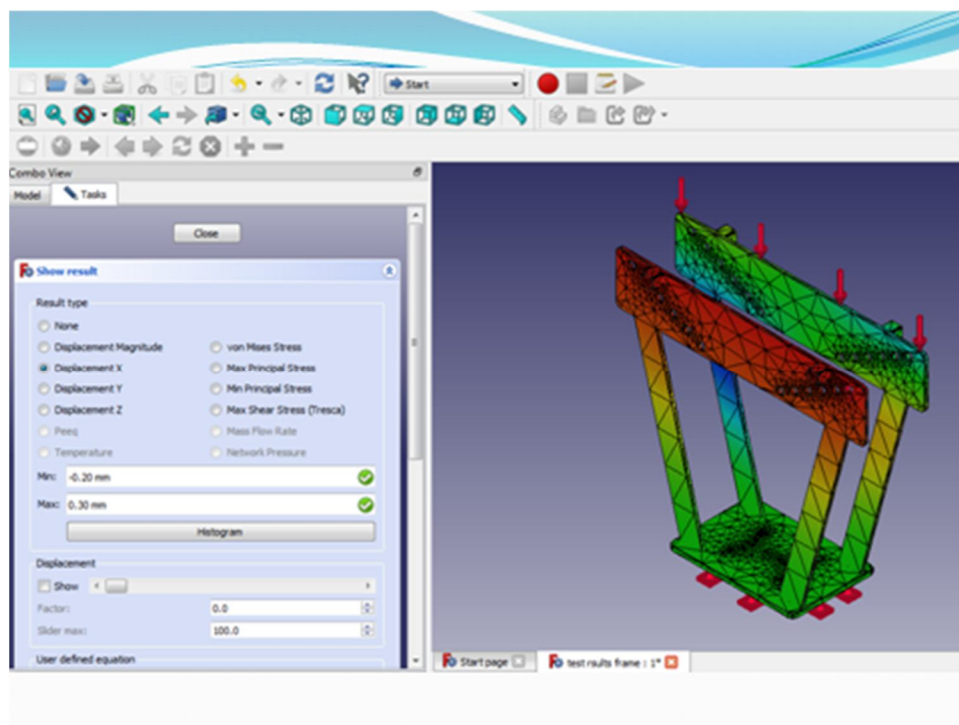 Start
Combo View
Model
Tasks
Close
Show result
Result type
None
Displacement Magnitude
von Mises Stress
Displacement X
Max Principal Stress
Displacement Y
Min Principal Stress
Displacement Z
Max Shear Stress (Tresca)
Peeq
Mass Flow Rate
Temperature
Network Pressure
Min: -0.20 mm
Max: 0.30 mm
Histogram
Displacement
Show
Factor: 0.0
Slider max: 100.0
User defined equation
Start page
test rsults frame : 1*